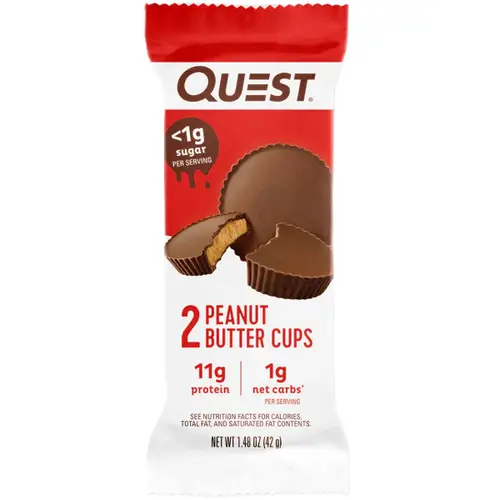 QUEST®
<1g
sugar
PER SERVING
2 PEANUT
BUTTER CUPS
11g
protein
1g
net carbs*
PER SERVING
SEE NUTRITION FACTS FOR CALORIES,
TOTAL FAT, AND SATURATED FAT CONTENTS.
NET WT 1.48 OZ (42g)